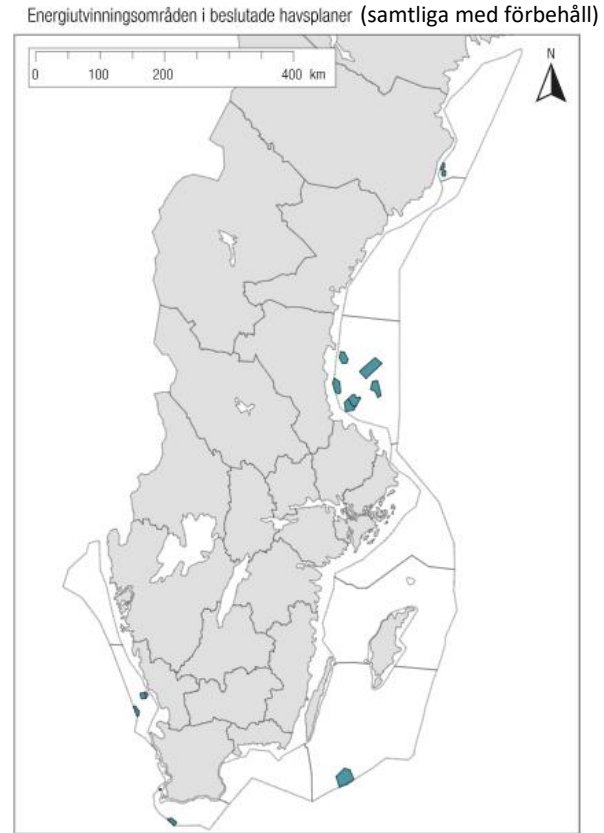 Energiutvinningsområden i beslutade havsplaner (samtliga med förbehåll)
0 100 200 400 km
N